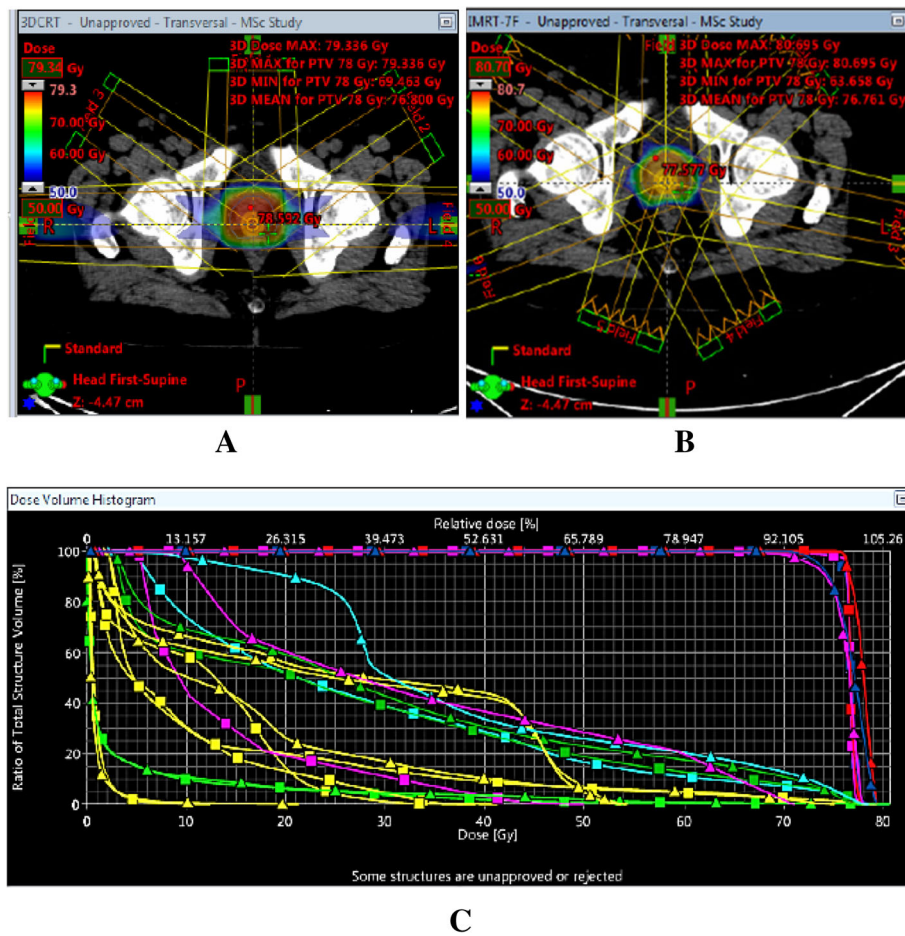 3DCRT - Unapproved - Transversal - MSc Study
Dose
79.34 Gy
79.3
70.00 Gy
60.00 Gy
50.0
50.00 Gy
3D Dose MAX: 79.336 Gy
3D MAX for PTV 78 Gy: 79.336 Gy
3D MIN for PTV 78 Gy: 69.363 Gy
3D MEAN for PTV 78 Gy: 76.800 Gy
Field 2
78.592 Gy
R
L
Standard
Head First-Supine
Z: -4.47 cm
P
A
IMRT-7F - Unapproved - Transversal - MSc Study
Dose
80.70 Gy
80.7
70.00 Gy
60.00 Gy
50.0
50.00 Gy
3D Dose MAX: 80.695 Gy
3D MAX for PTV 78 Gy: 80.695 Gy
3D MIN for PTV 78 Gy: 63.658 Gy
3D MEAN for PTV 78 Gy: 76.761 Gy
77.577 Gy
R
L
Field 3
Field 5
Field 4
Standard
Head First-Supine
Z: -4.47 cm
P
B
Dose Volume Histogram
Relative dose [%]
0 13.157 26.315 39.473 52.631 65.789 78.947 92.105 105.26
Ratio of Total Structure Volume [%]
100
80
60
40
20
0
0 10 20 30 40 50 60 70 80
Dose [Gy]
Some structures are unapproved or rejected
C